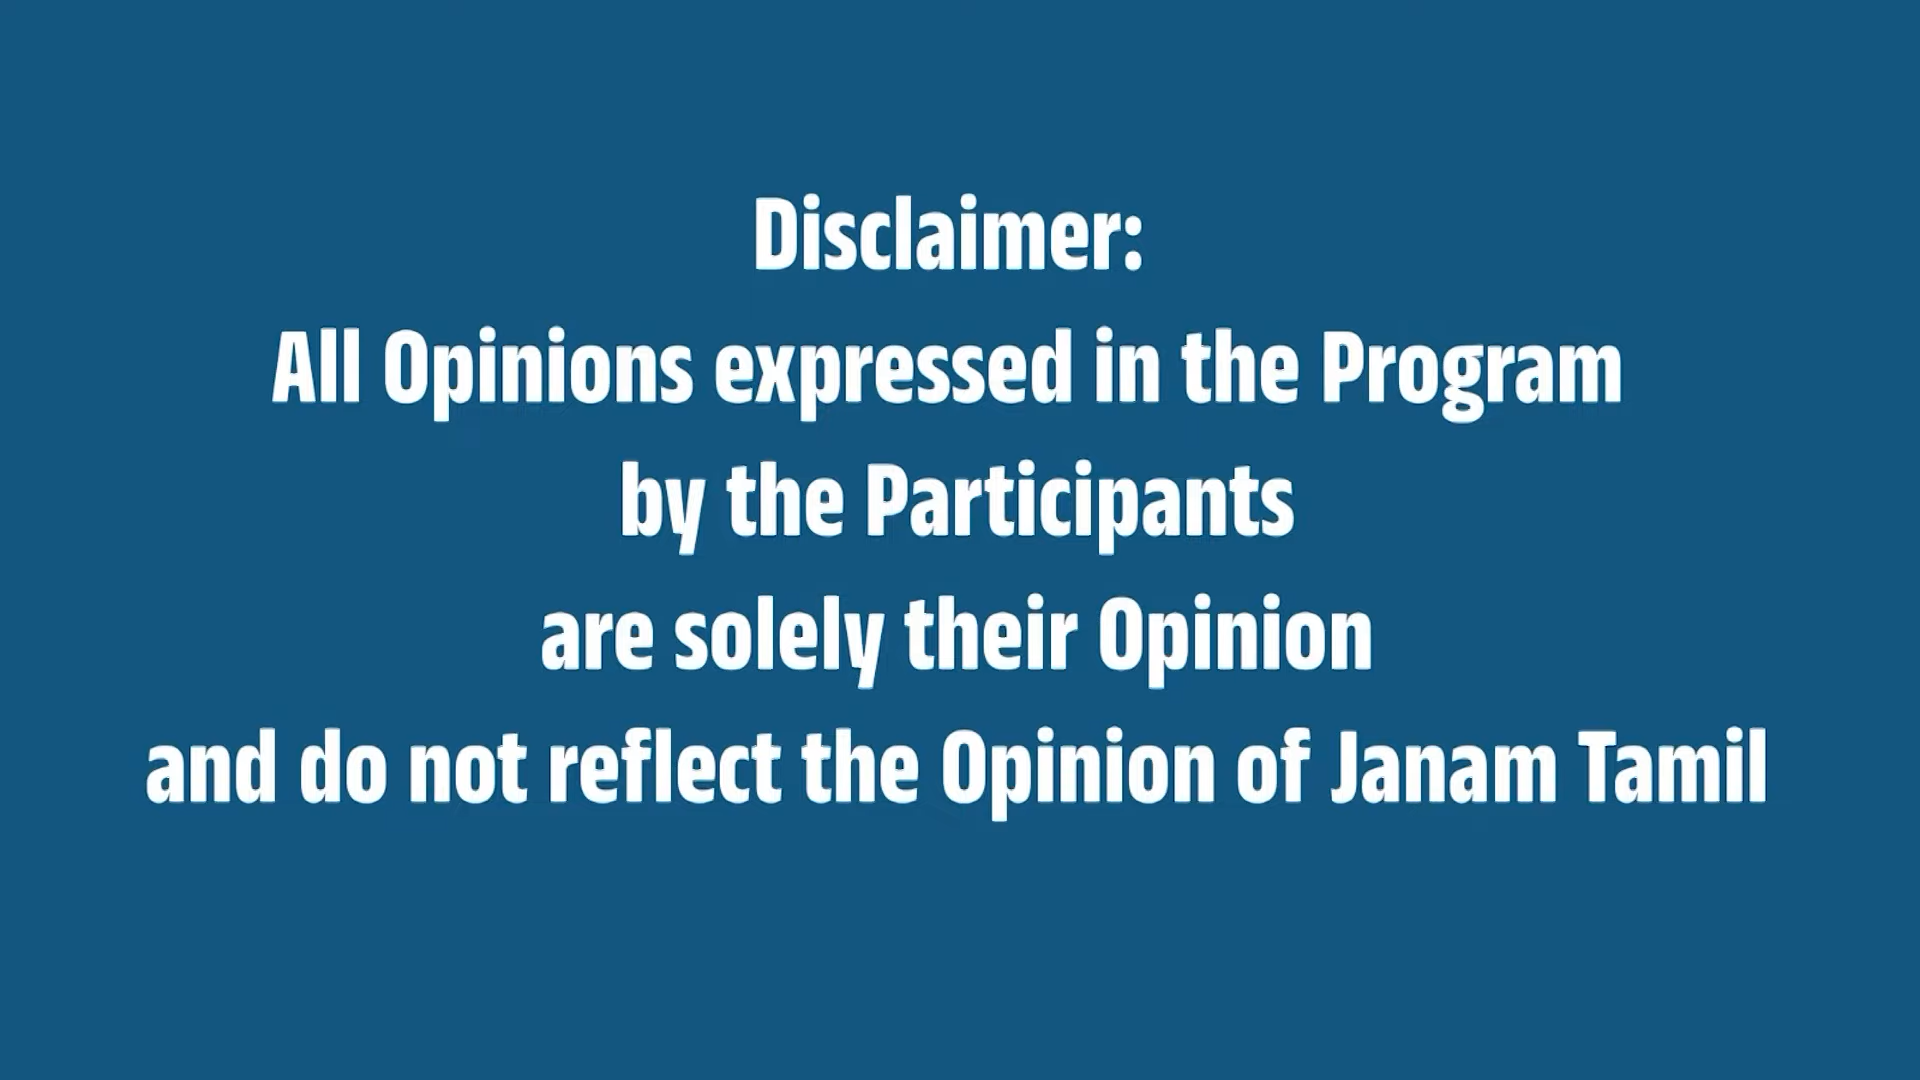 Disclaimer:
All Opinions expressed in the Program
by the Participants
are solely their Opinion
and do not reflect the Opinion of Janam Tamil